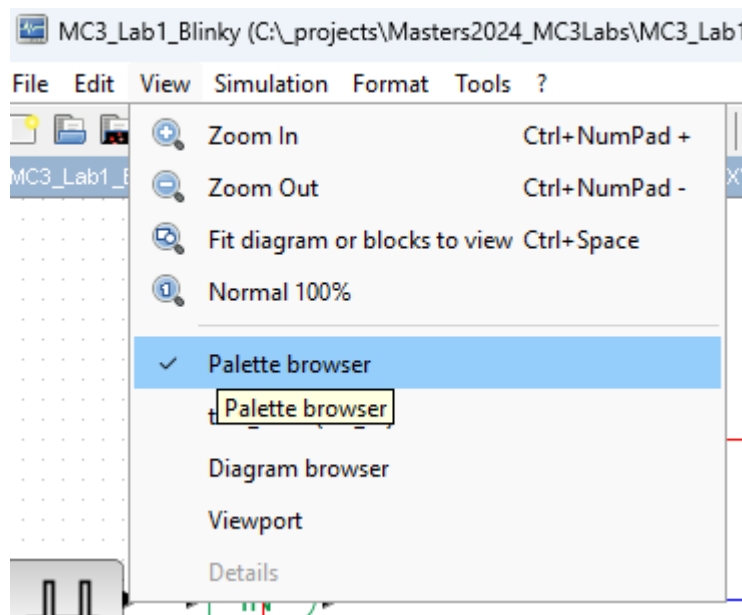 MC3_Lab1_Blinky (C:\_projects\Masters2024_MC3Labs\MC3_Lab1
File Edit View Simulation Format Tools ?
MC3_Lab1_B
Zoom In Ctrl+NumPad +
Zoom Out Ctrl+NumPad -
Fit diagram or blocks to view Ctrl+Space
Normal 100%
Palette browser
Palette browser
Diagram browser
Viewport
Details